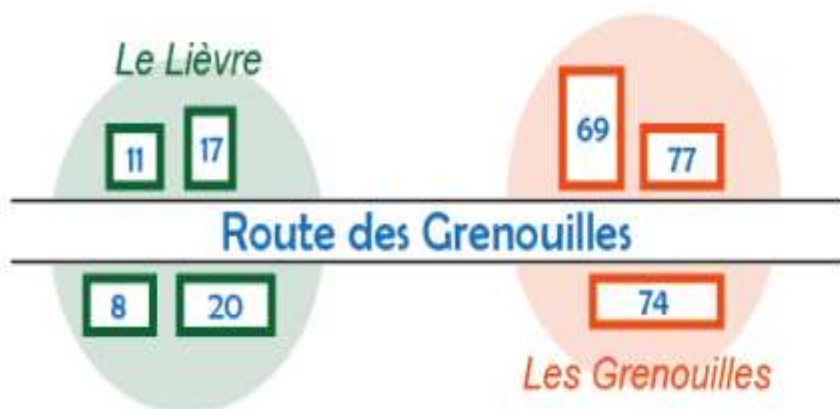 Le Lièvre
11 17 69 77
Route des Grenouilles
8 20 74
Les Grenouilles